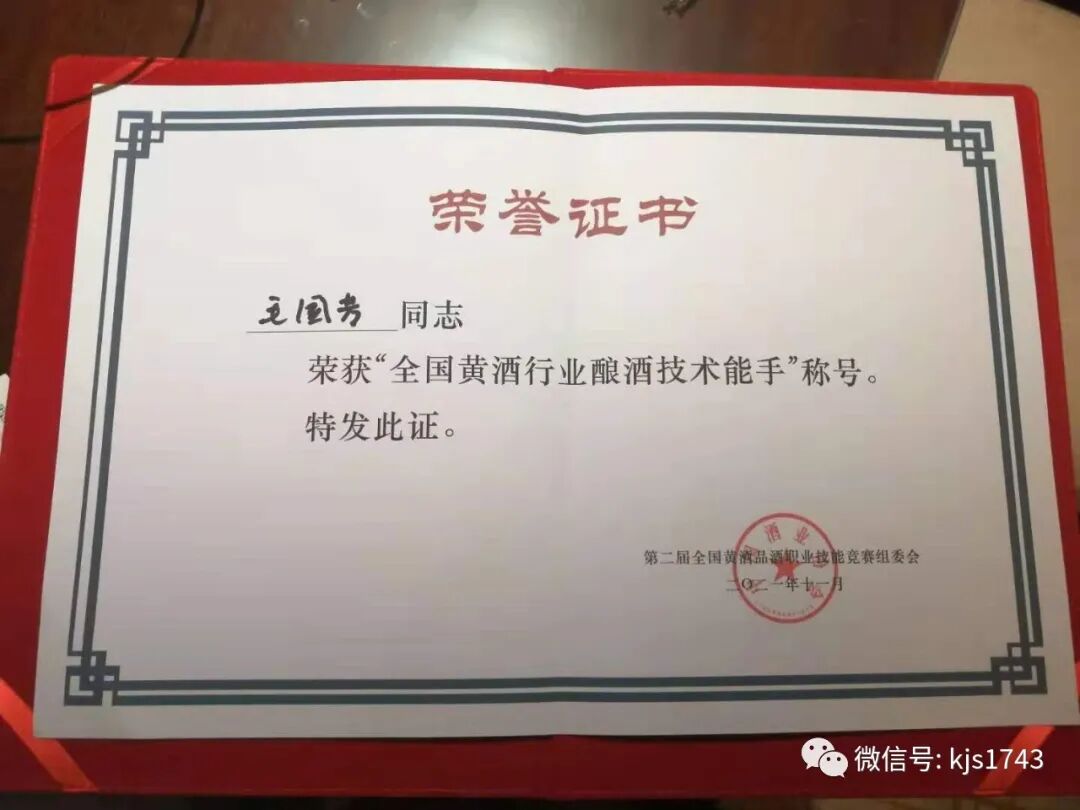 荣誉证书
王国芳 同志
荣获“全国黄酒行业酿酒技术能手”称号。
特发此证。
第二届全国黄酒品酒职业技能竞赛组委会
二〇二一年十一月
微信号: kjs1743